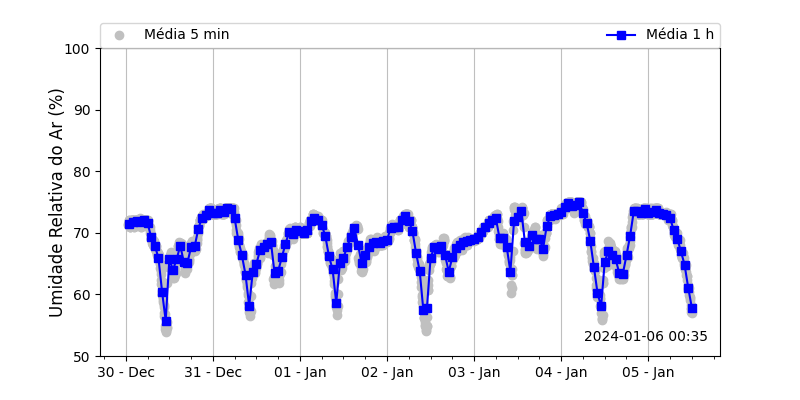 Média 5 min
Média 1 h
Umidade Relativa do Ar (%)
100
90
80
70
60
50
2024-01-06 00:35
30 - Dec
31 - Dec
01 - Jan
02 - Jan
03 - Jan
04 - Jan
05 - Jan